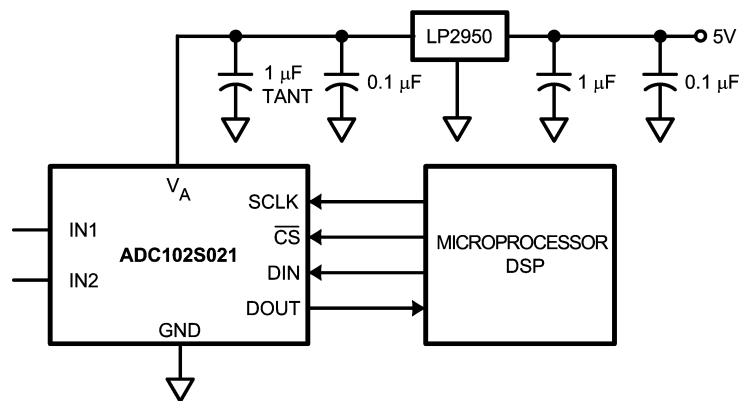 LP2950
5V
1 µF
TANT
0.1 µF
1 µF
0.1 µF
VA
SCLK
CS
DIN
DOUT
IN1
IN2
ADC102S021
GND
MICROPROCESSOR
DSP